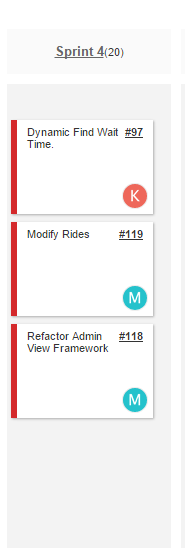 Sprint 4(20)
Dynamic Find Wait #97
Time.
K
Modify Rides #119
M
Refactor Admin #118
View Framework
M